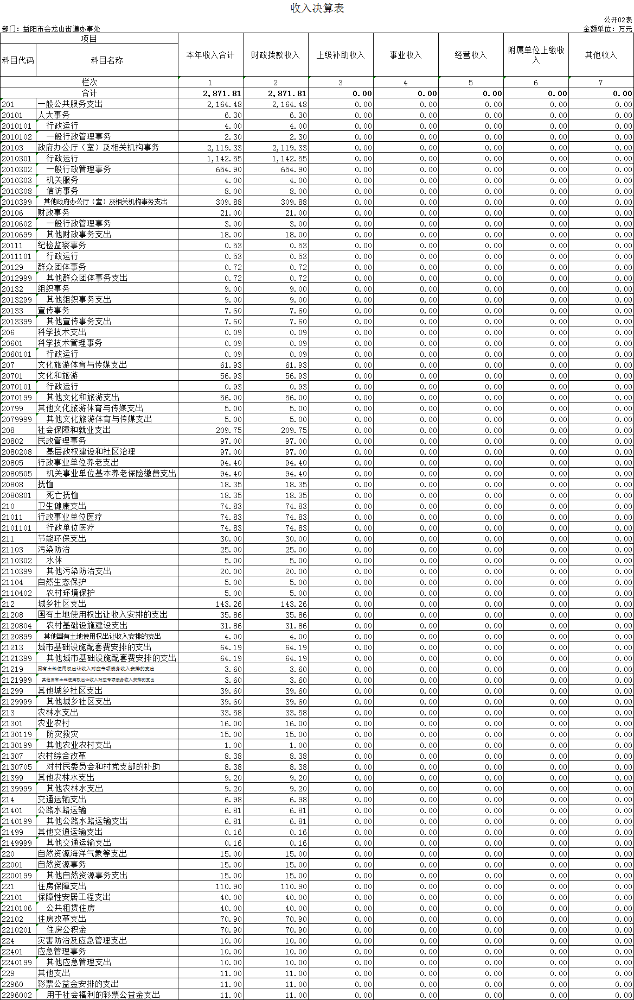 收入决算表
公开02表
部门：益阳市会龙山街道办事处 金额单位：万元
项目 本年收入合计 财政拨款收入 上级补助收入 事业收入 经营收入 附属单位上缴收入 其他收入
科目代码 科目名称
栏次 1 2 3 4 5 6 7
合计 2,871.81 2,871.81 0.00 0.00 0.00 0.00 0.00
201 一般公共服务支出 2,164.48 2,164.48 0.00 0.00 0.00 0.00 0.00
20101 人大事务 6.30 6.30 0.00 0.00 0.00 0.00 0.00
2010101 行政运行 4.00 4.00 0.00 0.00 0.00 0.00 0.00
2010102 一般行政管理事务 2.30 2.30 0.00 0.00 0.00 0.00 0.00
20103 政府办公厅（室）及相关机构事务 2,119.33 2,119.33 0.00 0.00 0.00 0.00 0.00
2010301 行政运行 1,142.55 1,142.55 0.00 0.00 0.00 0.00 0.00
2010302 一般行政管理事务 654.90 654.90 0.00 0.00 0.00 0.00 0.00
2010303 机关服务 4.00 4.00 0.00 0.00 0.00 0.00 0.00
2010308 信访事务 8.00 8.00 0.00 0.00 0.00 0.00 0.00
2010399 其他政府办公厅（室）及相关机构事务支出 309.88 309.88 0.00 0.00 0.00 0.00 0.00
20106 财政事务 21.00 21.00 0.00 0.00 0.00 0.00 0.00
2010602 一般行政管理事务 3.00 3.00 0.00 0.00 0.00 0.00 0.00
2010699 其他财政事务支出 18.00 18.00 0.00 0.00 0.00 0.00 0.00
20111 纪检监察事务 0.53 0.53 0.00 0.00 0.00 0.00 0.00
2011101 行政运行 0.53 0.53 0.00 0.00 0.00 0.00 0.00
20129 群众团体事务 0.72 0.72 0.00 0.00 0.00 0.00 0.00
2012999 其他群众团体事务支出 0.72 0.72 0.00 0.00 0.00 0.00 0.00
20132 组织事务 9.00 9.00 0.00 0.00 0.00 0.00 0.00
2013299 其他组织事务支出 9.00 9.00 0.00 0.00 0.00 0.00 0.00
20133 宣传事务 7.60 7.60 0.00 0.00 0.00 0.00 0.00
2013399 其他宣传事务支出 7.60 7.60 0.00 0.00 0.00 0.00 0.00
206 科学技术支出 0.09 0.09 0.00 0.00 0.00 0.00 0.00
20601 科学技术管理事务 0.09 0.09 0.00 0.00 0.00 0.00 0.00
2060101 行政运行 0.09 0.09 0.00 0.00 0.00 0.00 0.00
207 文化旅游体育与传媒支出 61.93 61.93 0.00 0.00 0.00 0.00 0.00
20701 文化和旅游 56.93 56.93 0.00 0.00 0.00 0.00 0.00
2070101 行政运行 0.93 0.93 0.00 0.00 0.00 0.00 0.00
2070199 其他文化和旅游支出 56.00 56.00 0.00 0.00 0.00 0.00 0.00
20799 其他文化旅游体育与传媒支出 5.00 5.00 0.00 0.00 0.00 0.00 0.00
2079999 其他文化旅游体育与传媒支出 5.00 5.00 0.00 0.00 0.00 0.00 0.00
208 社会保障和就业支出 209.75 209.75 0.00 0.00 0.00 0.00 0.00
20802 民政管理事务 97.00 97.00 0.00 0.00 0.00 0.00 0.00
2080208 基层政权建设和社区治理 97.00 97.00 0.00 0.00 0.00 0.00 0.00
20805 行政事业单位养老支出 94.40 94.40 0.00 0.00 0.00 0.00 0.00
2080505 机关事业单位基本养老保险缴费支出 94.40 94.40 0.00 0.00 0.00 0.00 0.00
20808 抚恤 18.35 18.35 0.00 0.00 0.00 0.00 0.00
2080801 死亡抚恤 18.35 18.35 0.00 0.00 0.00 0.00 0.00
210 卫生健康支出 74.83 74.83 0.00 0.00 0.00 0.00 0.00
21011 行政事业单位医疗 74.83 74.83 0.00 0.00 0.00 0.00 0.00
2101101 行政单位医疗 74.83 74.83 0.00 0.00 0.00 0.00 0.00
211 节能环保支出 30.00 30.00 0.00 0.00 0.00 0.00 0.00
21103 污染防治 25.00 25.00 0.00 0.00 0.00 0.00 0.00
2110302 水体 5.00 5.00 0.00 0.00 0.00 0.00 0.00
2110399 其他污染防治支出 20.00 20.00 0.00 0.00 0.00 0.00 0.00
21104 自然生态保护 5.00 5.00 0.00 0.00 0.00 0.00 0.00
2110402 农村环境保护 5.00 5.00 0.00 0.00 0.00 0.00 0.00
212 城乡社区支出 143.26 143.26 0.00 0.00 0.00 0.00 0.00
21208 国有土地使用权出让收入安排的支出 35.86 35.86 0.00 0.00 0.00 0.00 0.00
2120804 农村基础设施建设支出 31.86 31.86 0.00 0.00 0.00 0.00 0.00
2120899 其他国有土地使用权出让收入安排的支出 4.00 4.00 0.00 0.00 0.00 0.00 0.00
21213 城市基础设施配套费安排的支出 64.19 64.19 0.00 0.00 0.00 0.00 0.00
2121399 其他城市基础设施配套费安排的支出 64.19 64.19 0.00 0.00 0.00 0.00 0.00
21219 国有土地使用权出让收入对应专项债务收入安排的支出 3.60 3.60 0.00 0.00 0.00 0.00 0.00
2121999 其他国有土地使用权出让收入对应专项债务收入安排的支出 3.60 3.60 0.00 0.00 0.00 0.00 0.00
21299 其他城乡社区支出 39.60 39.60 0.00 0.00 0.00 0.00 0.00
2129999 其他城乡社区支出 39.60 39.60 0.00 0.00 0.00 0.00 0.00
213 农林水支出 33.58 33.58 0.00 0.00 0.00 0.00 0.00
21301 农业农村 16.00 16.00 0.00 0.00 0.00 0.00 0.00
2130119 防灾救灾 15.00 15.00 0.00 0.00 0.00 0.00 0.00
2130199 其他农业农村支出 1.00 1.00 0.00 0.00 0.00 0.00 0.00
21307 农村综合改革 8.38 8.38 0.00 0.00 0.00 0.00 0.00
2130705 对村民委员会和村党支部的补助 8.38 8.38 0.00 0.00 0.00 0.00 0.00
21399 其他农林水支出 9.20 9.20 0.00 0.00 0.00 0.00 0.00
2139999 其他农林水支出 9.20 9.20 0.00 0.00 0.00 0.00 0.00
214 交通运输支出 6.98 6.98 0.00 0.00 0.00 0.00 0.00
21401 公路水路运输 6.81 6.81 0.00 0.00 0.00 0.00 0.00
2140199 其他公路水路运输支出 6.81 6.81 0.00 0.00 0.00 0.00 0.00
21499 其他交通运输支出 0.16 0.16 0.00 0.00 0.00 0.00 0.00
2149999 其他交通运输支出 0.16 0.16 0.00 0.00 0.00 0.00 0.00
220 自然资源海洋气象等支出 15.00 15.00 0.00 0.00 0.00 0.00 0.00
22001 自然资源事务 15.00 15.00 0.00 0.00 0.00 0.00 0.00
2200199 其他自然资源事务支出 15.00 15.00 0.00 0.00 0.00 0.00 0.00
221 住房保障支出 110.90 110.90 0.00 0.00 0.00 0.00 0.00
22101 保障性安居工程支出 40.00 40.00 0.00 0.00 0.00 0.00 0.00
2210106 公共租赁住房 40.00 40.00 0.00 0.00 0.00 0.00 0.00
22102 住房改革支出 70.90 70.90 0.00 0.00 0.00 0.00 0.00
2210201 住房公积金 70.90 70.90 0.00 0.00 0.00 0.00 0.00
224 灾害防治及应急管理支出 10.00 10.00 0.00 0.00 0.00 0.00 0.00
22401 应急管理事务 10.00 10.00 0.00 0.00 0.00 0.00 0.00
2240199 其他应急管理支出 10.00 10.00 0.00 0.00 0.00 0.00 0.00
229 其他支出 11.00 11.00 0.00 0.00 0.00 0.00 0.00
22960 彩票公益金安排的支出 11.00 11.00 0.00 0.00 0.00 0.00 0.00
2296002 用于社会福利的彩票公益金支出 11.00 11.00 0.00 0.00 0.00 0.00 0.00